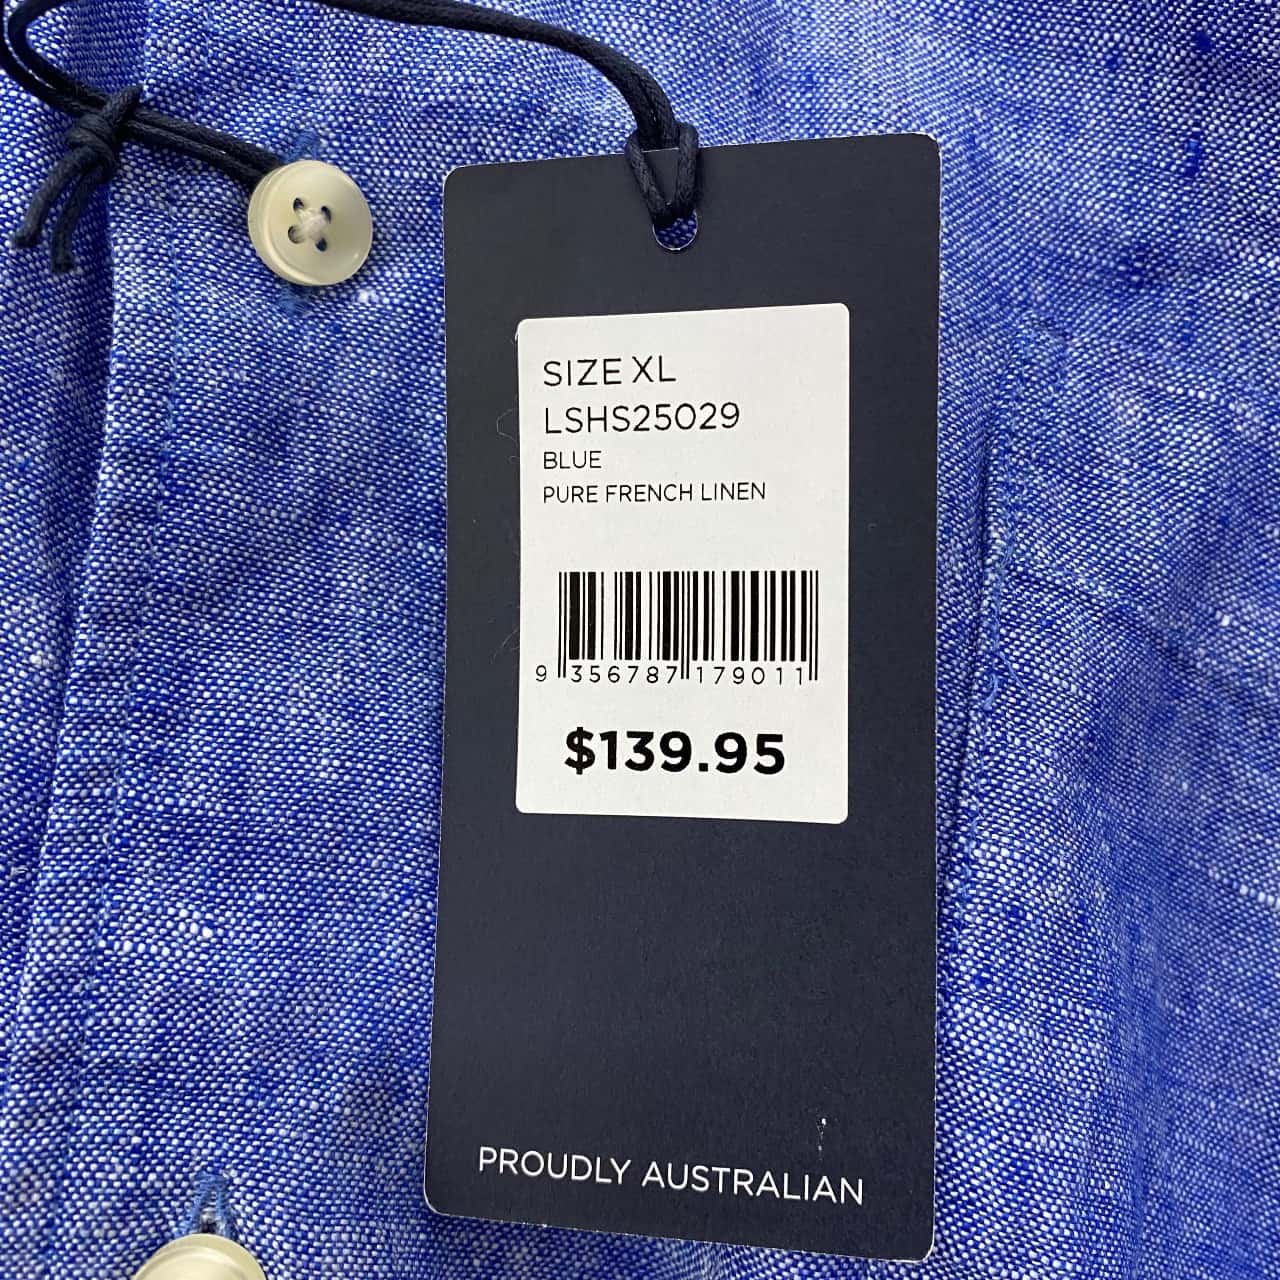 SIZE XL
LSHS25029
BLUE
PURE FRENCH LINEN
9 356787 179011
$139.95
PROUDLY AUSTRALIAN